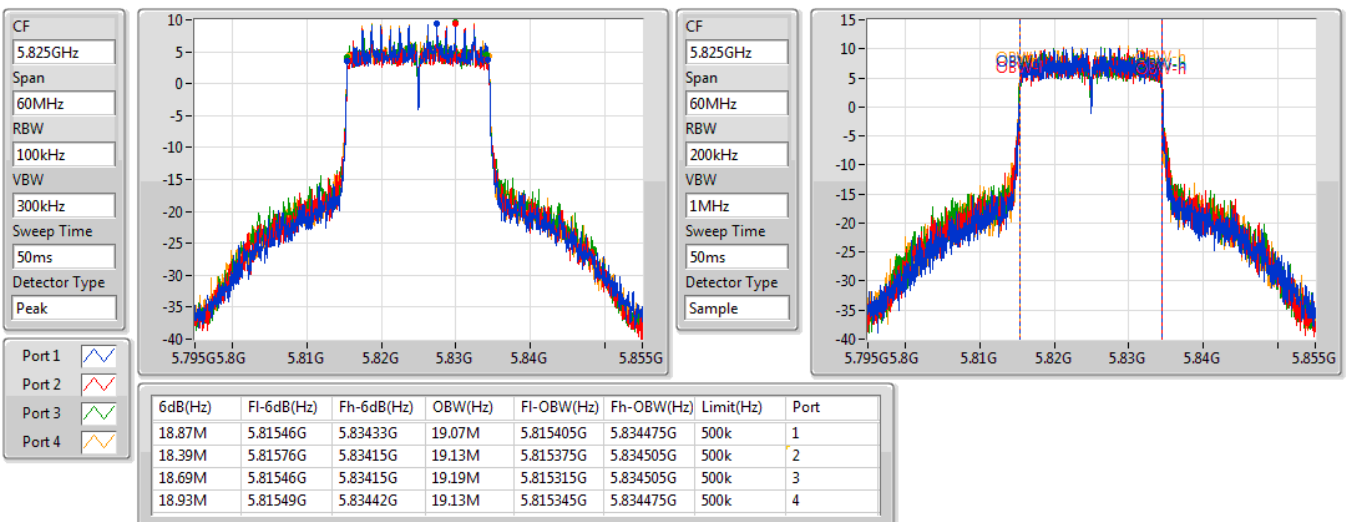 CF
5.825GHz
Span
60MHz
RBW
100kHz
VBW
300kHz
Sweep Time
50ms
Detector Type
Peak
10
5
0
-5
-10
-15
-20
-25
-30
-35
-40
5.795G 5.8G 5.81G 5.82G 5.83G 5.84G 5.855G
CF
5.825GHz
Span
60MHz
RBW
200kHz
VBW
1MHz
Sweep Time
50ms
Detector Type
Sample
15
10
5
0
-5
-10
-15
-20
-25
-30
-35
-40
OBW-h
5.795G 5.8G 5.81G 5.82G 5.83G 5.84G 5.855G
Port 1
Port 2
Port 3
Port 4
6dB(Hz) Fl-6dB(Hz) Fh-6dB(Hz) OBW(Hz) Fl-OBW(Hz) Fh-OBW(Hz) Limit(Hz) Port
18.87M 5.81546G 5.83433G 19.07M 5.815405G 5.834475G 500k 1
18.39M 5.81576G 5.83415G 19.13M 5.815375G 5.834505G 500k 2
18.69M 5.81546G 5.83415G 19.19M 5.815315G 5.834505G 500k 3
18.93M 5.81549G 5.83442G 19.13M 5.815345G 5.834475G 500k 4